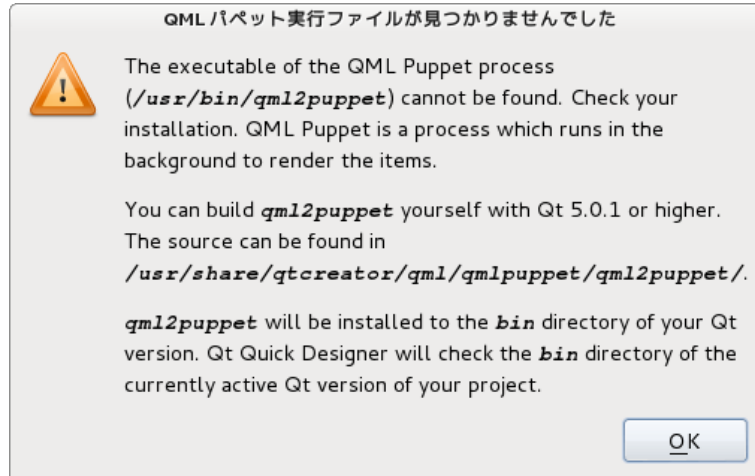 QML パペット実行ファイルが見つかりませんでした
The executable of the QML Puppet process
(/usr/bin/qml2puppet) cannot be found. Check your
installation. QML Puppet is a process which runs in the
background to render the items.
You can build qml2puppet yourself with Qt 5.0.1 or higher.
The source can be found in
/usr/share/qtcreator/qml/qmlpuppet/qml2puppet/.
qml2puppet will be installed to the bin directory of your Qt
version. Qt Quick Designer will check the bin directory of the
currently active Qt version of your project.
OK